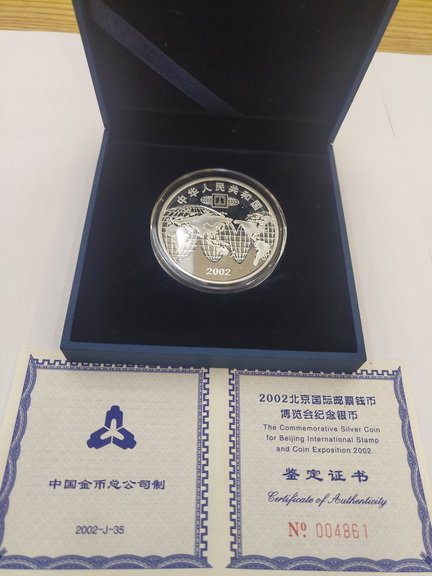 中华人民共和国
2002
中国金币总公司制
2002-J-35
2002北京国际邮票钱币
博览会纪念银币
The Commemorative Silver Coin
for Beijing International Stamp
and Coin Exposition 2002
鉴定证书
Certificate of Authenticity
Nº 004861